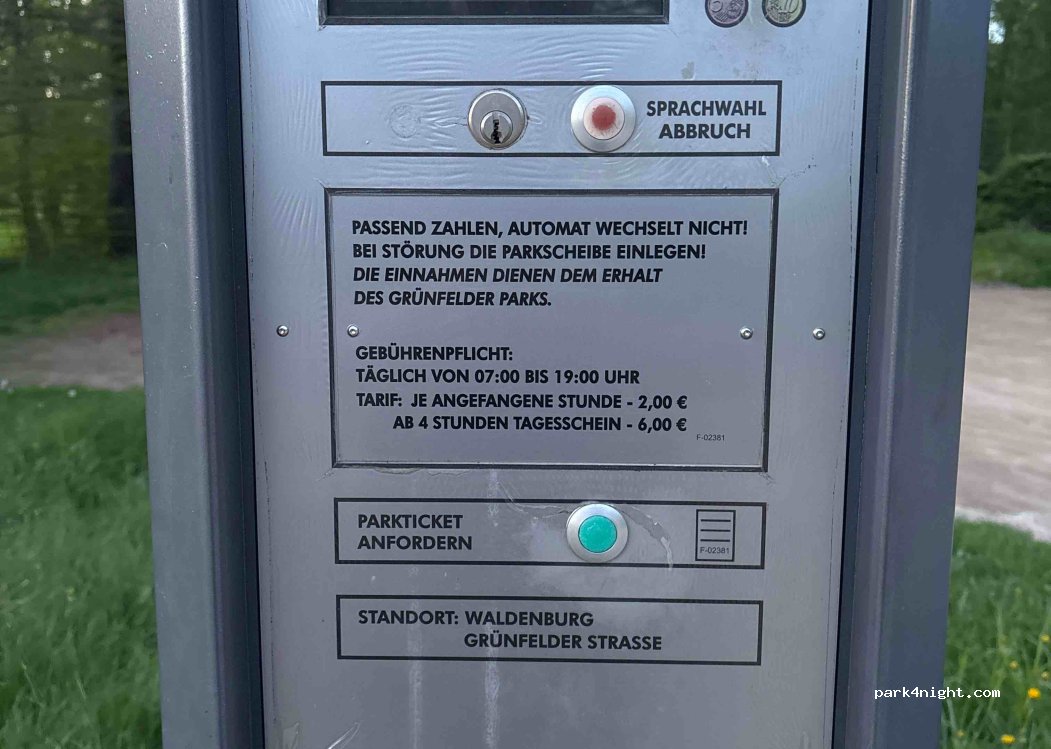 SPRACHWAHL
ABBRUCH
PASSEND ZAHLEN, AUTOMAT WECHSELT NICHT!
BEI STÖRUNG DIE PARKSCHEIBE EINLEGEN!
DIE EINNAHMEN DIENEN DEM ERHALT
DES GRÜNFELDER PARKS.
GEBÜHRENPFLICHT:
TÄGLICH VON 07:00 BIS 19:00 UHR
TARIF: JE ANGEFANGENE STUNDE - 2,00 €
AB 4 STUNDEN TAGESSCHEIN - 6,00 €
F-02381
PARKTICKET
ANFORDERN
F-02381
STANDORT: WALDENBURG
GRÜNFELDER STRASSE
park4night.com